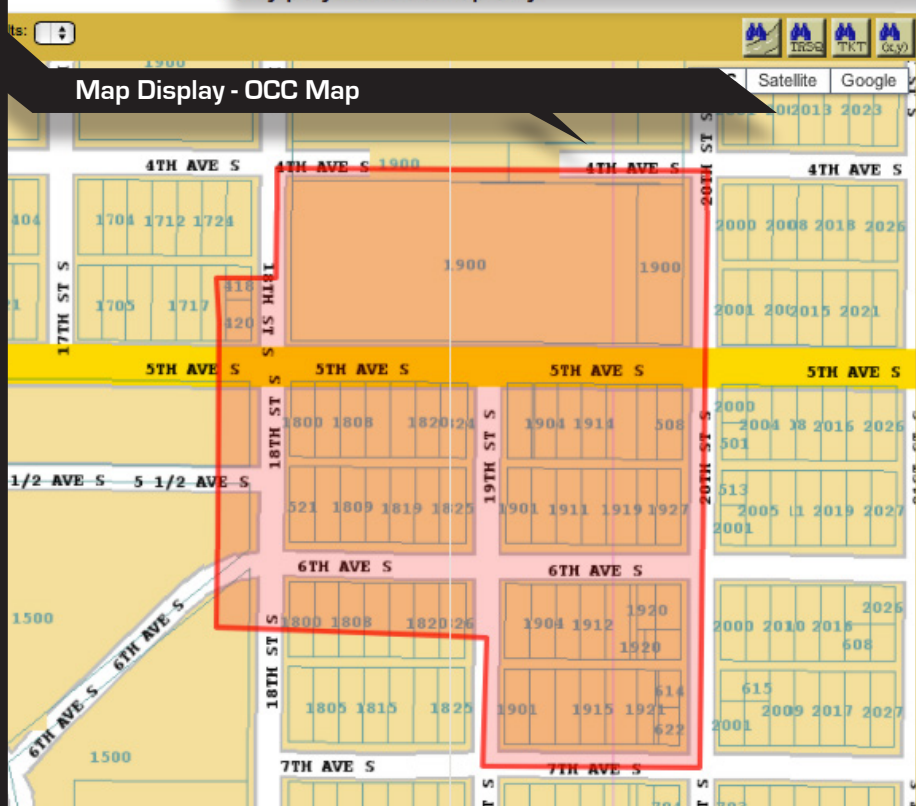 lts:
TRSQ TKT (x,y)
Map Display - OCC Map
Satellite Google
1900
2013 2023
4TH AVE S 4TH AVE S 1900 4TH AVE S 20TH ST S 4TH AVE S
404 1704 1712 1724 2000 2008 2018 2026
1900 1900
17TH ST S 1705 1717 418 420 18TH ST S 2001 2015 2021
5TH AVE S 5TH AVE S 5TH AVE S 5TH AVE S
18TH ST S 1800 1808 1820 19TH ST S 1904 1914 508 20TH ST S 2000 2004 2016 2026
501
1/2 AVE S 5 1/2 AVE S 513
521 1809 1819 1825 1901 1911 1919 1927 2005 2019 2027
2001
6TH AVE S 6TH AVE S
1500 6TH AVE S 1800 1808 1820 1904 1912 1920 2000 2010 2016 2026
1920 608
18TH ST S
6TH AVE S 1805 1815 1825 1901 1915 1921 614 622 615 2001 2009 2017 2027
1500
7TH AVE S 7TH AVE S